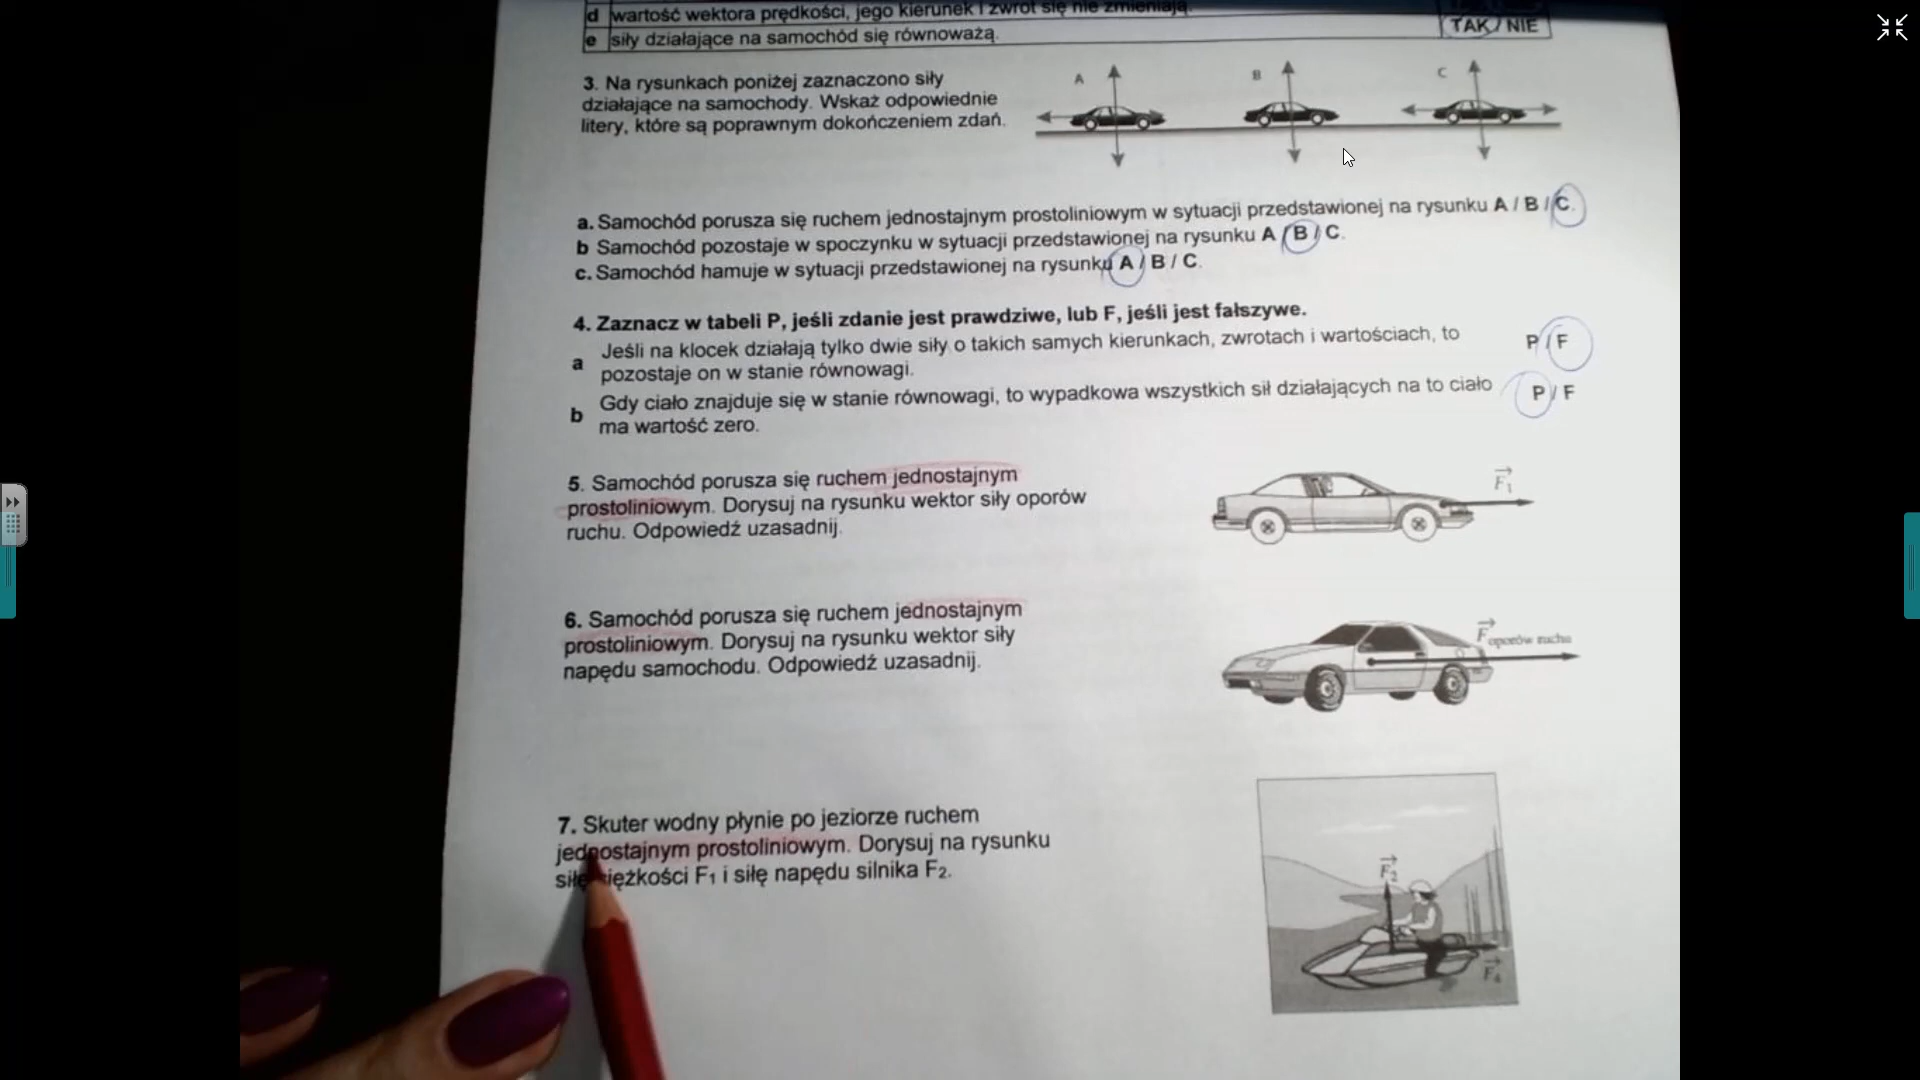 d wartość wektora prędkości, jego kierunek i zwrot się nie zmieniają.
e siły działające na samochód się równoważą. TAK / NIE
3. Na rysunkach poniżej zaznaczono siły
działające na samochody. Wskaż odpowiednie
litery, które są poprawnym dokończeniem zdań.
A B C
a. Samochód porusza się ruchem jednostajnym prostoliniowym w sytuacji przedstawionej na rysunku A / B / C.
b Samochód pozostaje w spoczynku w sytuacji przedstawionej na rysunku A / B / C.
c. Samochód hamuje w sytuacji przedstawionej na rysunku A / B / C.
4. Zaznacz w tabeli P, jeśli zdanie jest prawdziwe, lub F, jeśli jest fałszywe.
a Jeśli na klocek działają tylko dwie siły o takich samych kierunkach, zwrotach i wartościach, to P / F
pozostaje on w stanie równowagi.
b Gdy ciało znajduje się w stanie równowagi, to wypadkowa wszystkich sił działających na to ciało P / F
ma wartość zero.
5. Samochód porusza się ruchem jednostajnym
prostoliniowym. Dorysuj na rysunku wektor siły oporów
ruchu. Odpowiedź uzasadnij.
F₁
6. Samochód porusza się ruchem jednostajnym
prostoliniowym. Dorysuj na rysunku wektor siły
napędu samochodu. Odpowiedź uzasadnij.
F oporów ruchu
7. Skuter wodny płynie po jeziorze ruchem
jednostajnym prostoliniowym. Dorysuj na rysunku
siłę ciężkości F₁ i siłę napędu silnika F₂.